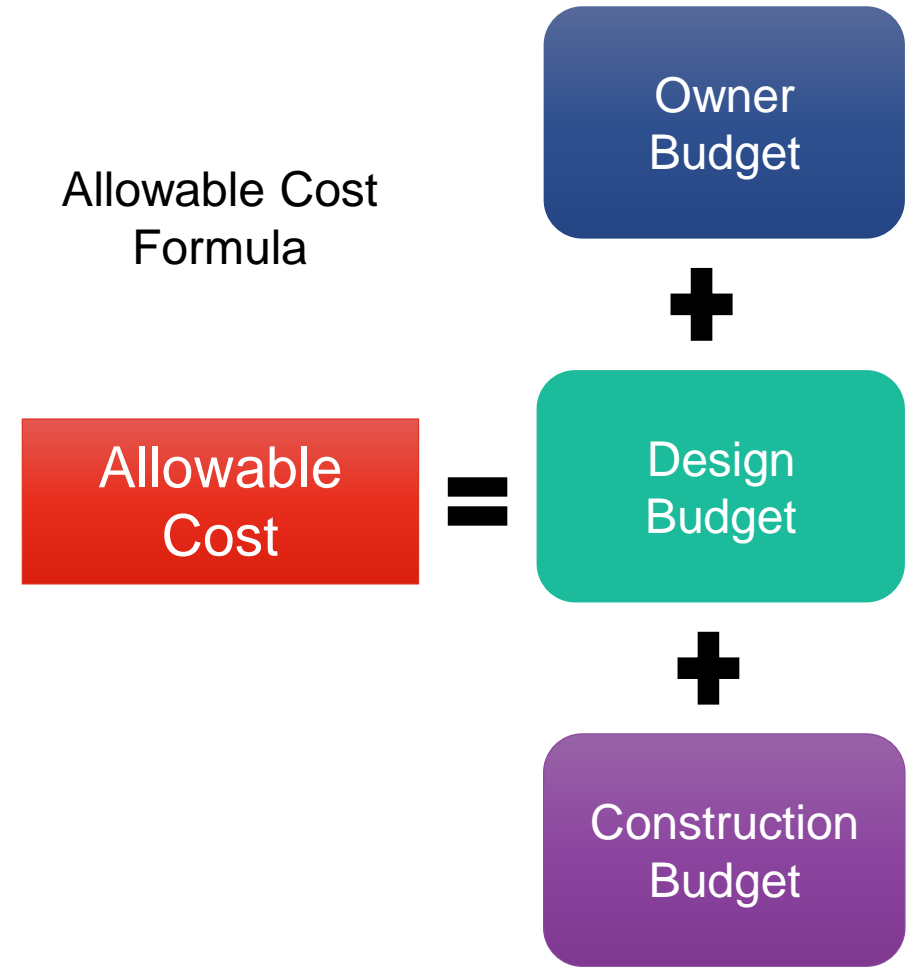 Allowable Cost
Formula
Allowable
Cost
=
Owner
Budget
+
Design
Budget
+
Construction
Budget